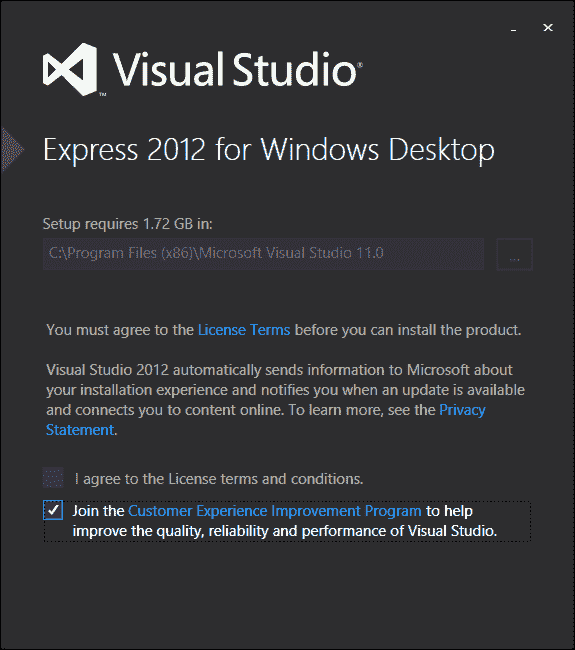 Visual Studio®
™
Express 2012 for Windows Desktop
Setup requires 1.72 GB in:
C:\Program Files (x86)\Microsoft Visual Studio 11.0
...
You must agree to the License Terms before you can install the product.
Visual Studio 2012 automatically sends information to Microsoft about
your installation experience and notifies you when an update is available
and connects you to content online. To learn more, see the Privacy
Statement.
I agree to the License terms and conditions.
Join the Customer Experience Improvement Program to help
improve the quality, reliability and performance of Visual Studio.